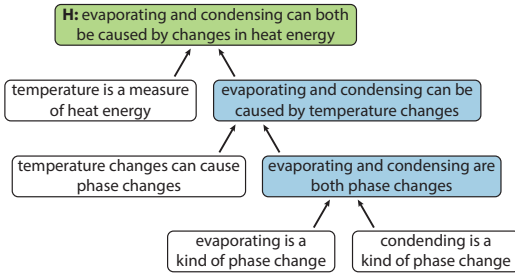 H: evaporating and condensing can both
be caused by changes in heat energy
temperature is a measure
of heat energy
evaporating and condensing can be
caused by temperature changes
temperature changes can cause
phase changes
evaporating and condensing are
both phase changes
evaporating is a
kind of phase change
condending is a
kind of phase change